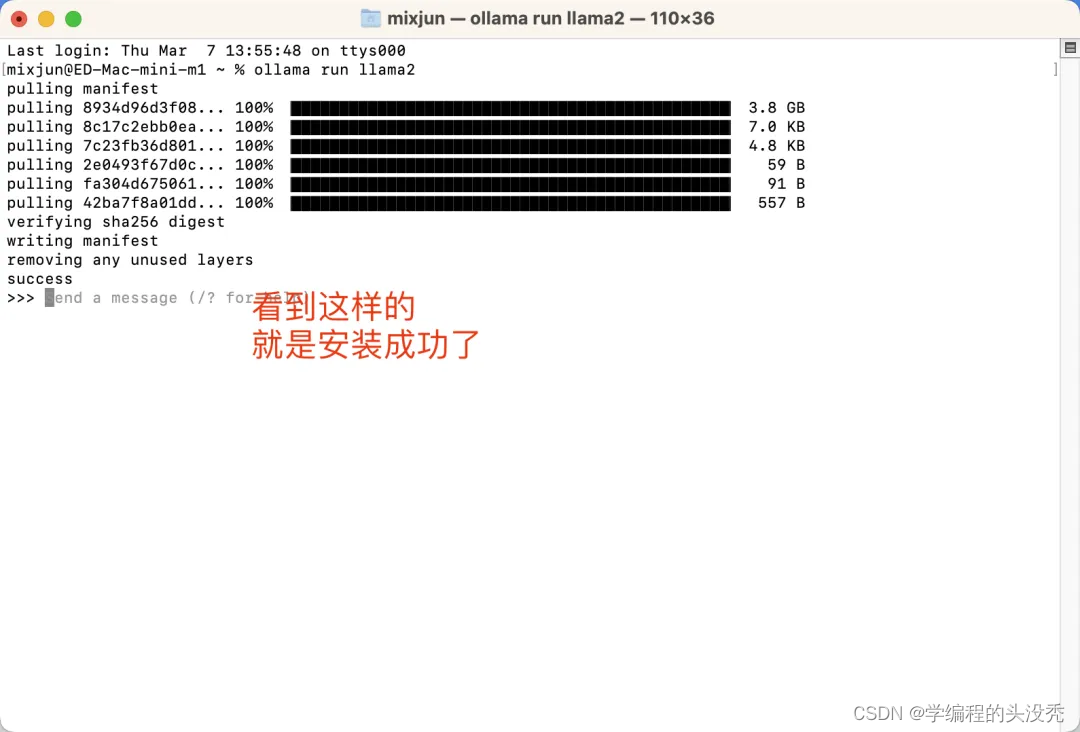 mixjun — ollama run llama2 — 110×36
Last login: Thu Mar  7 13:55:48 on ttys000
[mixjun@ED-Mac-mini-m1 ~ % ollama run llama2 ]
pulling manifest
pulling 8934d96d3f08... 100% 3.8 GB
pulling 8c17c2ebb0ea... 100% 7.0 KB
pulling 7c23fb36d801... 100% 4.8 KB
pulling 2e0493f67d0c... 100% 59 B
pulling fa304d675061... 100% 91 B
pulling 42ba7f8a01dd... 100% 557 B
verifying sha256 digest
writing manifest
removing any unused layers
success
>>> Send a message (/? for help)
看到这样的
就是安装成功了
CSDN @学编程的头没秃